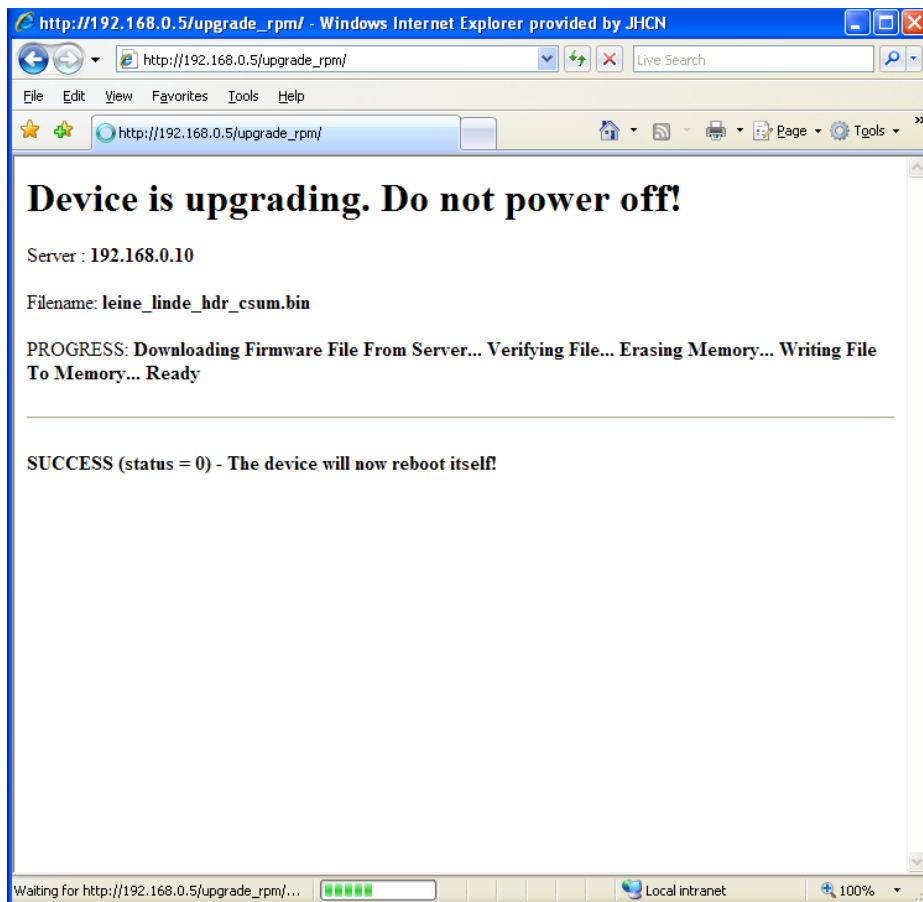 http://192.168.0.5/upgrade_rpm/ - Windows Internet Explorer provided by JHCN
http://192.168.0.5/upgrade_rpm/
Live Search
File Edit View Favorites Tools Help
http://192.168.0.5/upgrade_rpm/
Page Tools »
Device is upgrading. Do not power off!
Server : 192.168.0.10
Filename: leine_linde_hdr_csum.bin
PROGRESS: Downloading Firmware File From Server... Verifying File... Erasing Memory... Writing File
To Memory... Ready
SUCCESS (status = 0) - The device will now reboot itself!
Waiting for http://192.168.0.5/upgrade_rpm/... Local intranet 100%